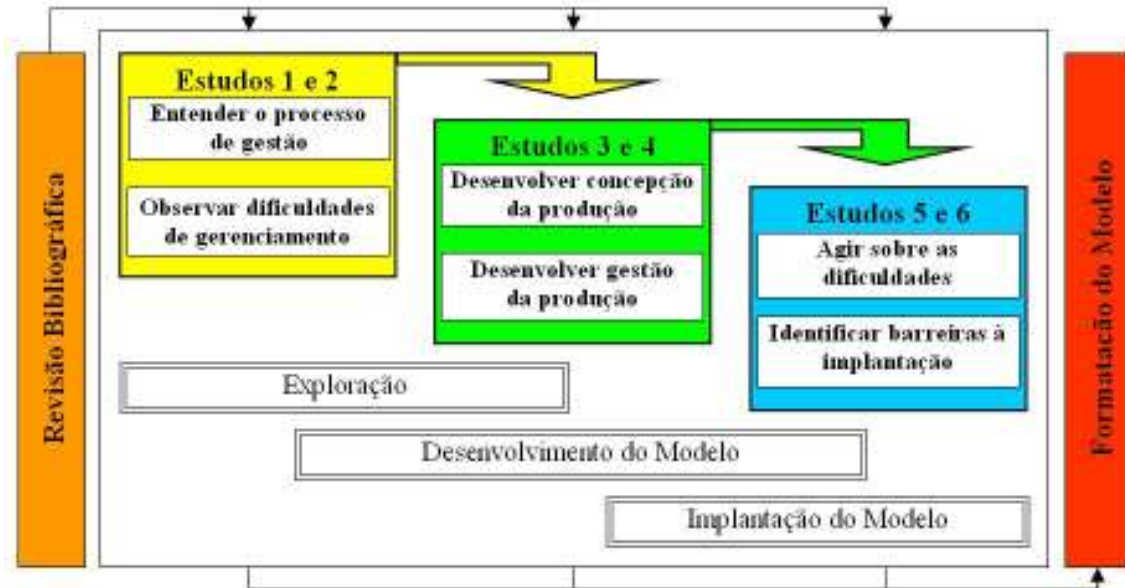 Revisão Bibliográfica
Estudos 1 e 2
Entender o processo
de gestão
Observar dificuldades
de gerenciamento
Estudos 3 e 4
Desenvolver concepção
da produção
Desenvolver gestão
da produção
Estudos 5 e 6
Agir sobre as
dificuldades
Identificar barreiras à
implantação
Exploração
Desenvolvimento do Modelo
Implantação do Modelo
Formatação do Modelo